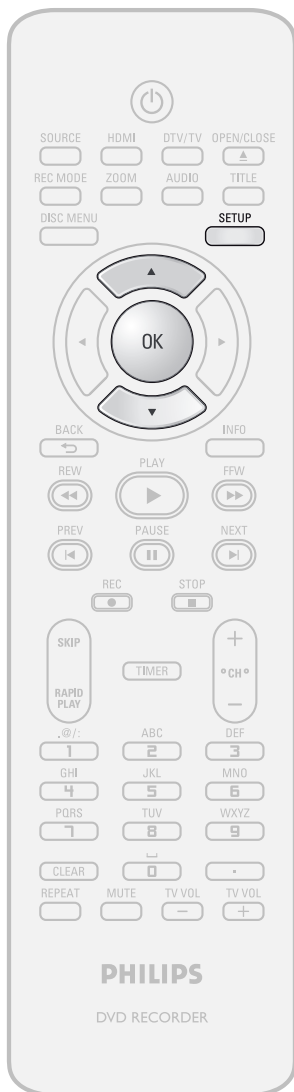 SOURCE HDMI DTV/TV OPEN/CLOSE
REC MODE ZOOM AUDIO TITLE
DISC MENU SETUP
OK
BACK INFO
REW PLAY FFW
PREV PAUSE NEXT
REC STOP
SKIP +
TIMER CH
RAPID
PLAY −
.@/: ABC DEF
1 2 3
GHI JKL MNO
4 5 6
PQRS TUV WXYZ
7 8 9
CLEAR 0 .
REPEAT MUTE TV VOL TV VOL
− +
PHILIPS
DVD RECORDER